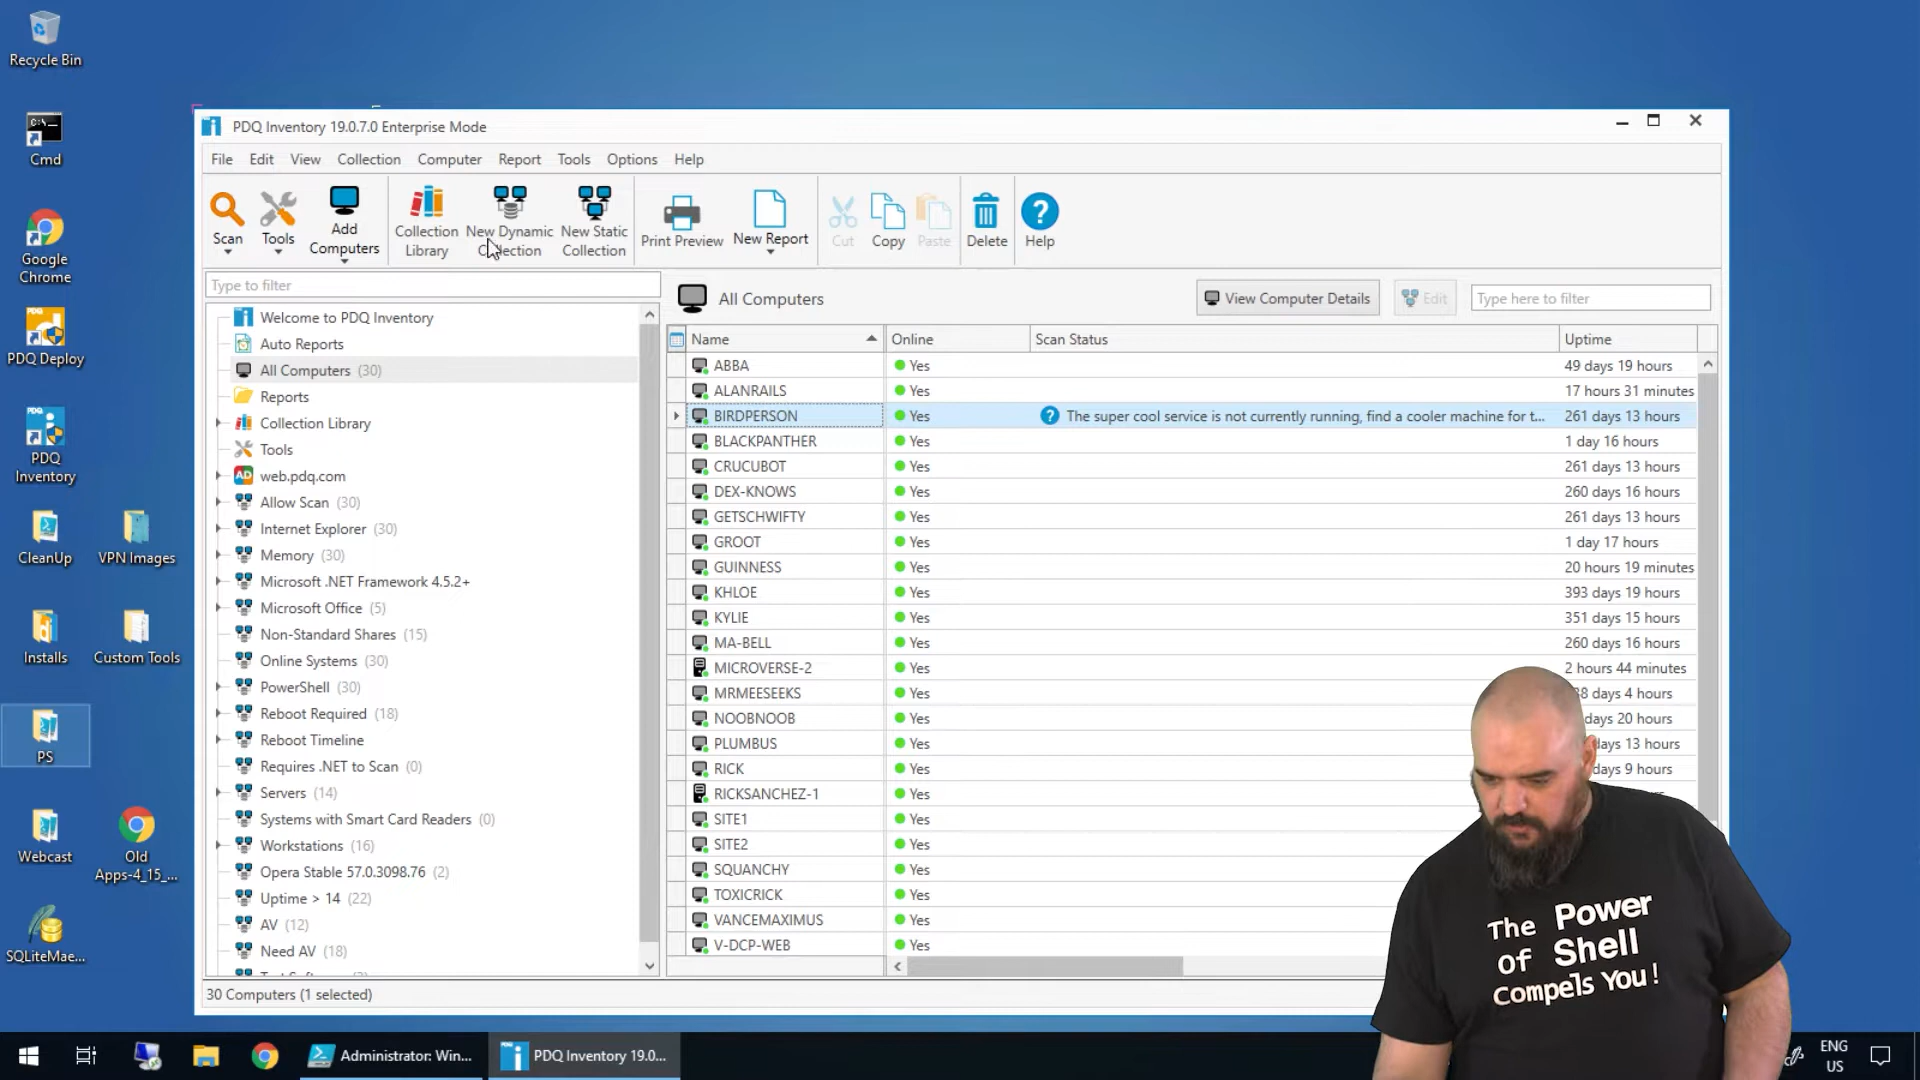 Recycle Bin
Cmd
Google
Chrome
PDQ Deploy
PDQ
Inventory
CleanUp
VPN Images
Installs
Custom Tools
PS
Webcast
Old
Apps-4_15_...
SQLiteMae...
PDQ Inventory 19.0.7.0 Enterprise Mode
File Edit View Collection Computer Report Tools Options Help
Scan
Tools
Add
Computers
Collection
Library
New Dynamic
Collection
New Static
Collection
Print Preview
New Report
Cut
Copy
Paste
Delete
Help
Type to filter
Welcome to PDQ Inventory
Auto Reports
All Computers (30)
Reports
Collection Library
Tools
AD web.pdq.com
Allow Scan (30)
Internet Explorer (30)
Memory (30)
Microsoft .NET Framework 4.5.2+
Microsoft Office (5)
Non-Standard Shares (15)
Online Systems (30)
PowerShell (30)
Reboot Required (18)
Reboot Timeline
Requires .NET to Scan (0)
Servers (14)
Systems with Smart Card Readers (0)
Workstations (16)
Opera Stable 57.0.3098.76 (2)
Uptime > 14 (22)
AV (12)
Need AV (18)
All Computers
View Computer Details
Edit
Type here to filter
Name Online Scan Status Uptime
ABBA Yes 49 days 19 hours
ALANRAILS Yes 17 hours 31 minutes
BIRDPERSON Yes The super cool service is not currently running, find a cooler machine for t... 261 days 13 hours
BLACKPANTHER Yes 1 day 16 hours
CRUCUBOT Yes 261 days 13 hours
DEX-KNOWS Yes 260 days 16 hours
GETSCHWIFTY Yes 261 days 13 hours
GROOT Yes 1 day 17 hours
GUINNESS Yes 20 hours 19 minutes
KHLOE Yes 393 days 19 hours
KYLIE Yes 351 days 15 hours
MA-BELL Yes 260 days 16 hours
MICROVERSE-2 Yes 2 hours 44 minutes
MRMEESEEKS Yes days 4 hours
NOOBNOOB Yes days 20 hours
PLUMBUS Yes days 13 hours
RICK Yes days 9 hours
RICKSANCHEZ-1 Yes
SITE1 Yes
SITE2 Yes
SQUANCHY Yes
TOXICRICK Yes
VANCEMAXIMUS Yes
V-DCP-WEB Yes
30 Computers (1 selected)
The Power
Of Shell
Compels You!
Administrator: Win...
PDQ Inventory 19.0...
ENG
US